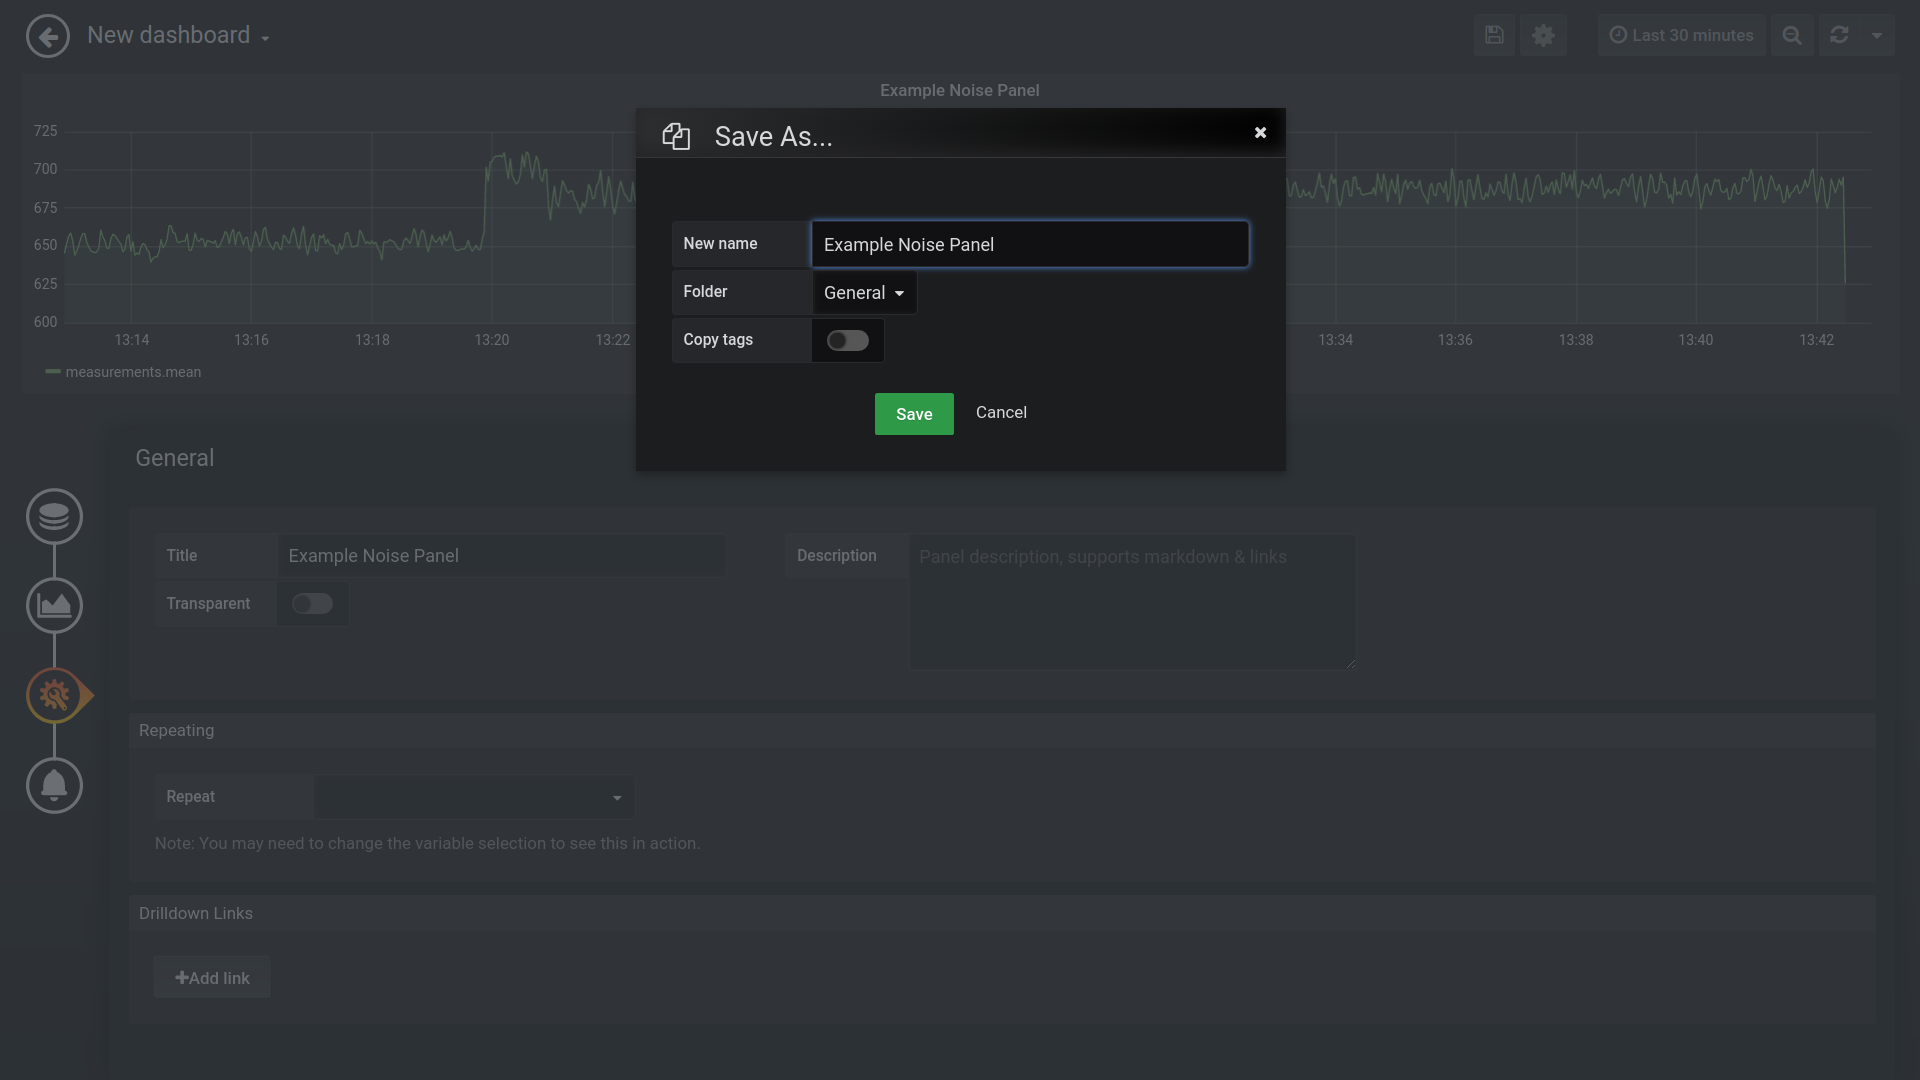 New dashboard
Last 30 minutes
Example Noise Panel
725
700
675
650
625
600
13:14 13:16 13:18 13:20 13:22 13:34 13:36 13:38 13:40 13:42
measurements.mean
Save As...
New name Example Noise Panel
Folder General
Copy tags
Save Cancel
General
Title Example Noise Panel
Description Panel description, supports markdown & links
Transparent
Repeating
Repeat
Note: You may need to change the variable selection to see this in action.
Drilldown Links
Add link